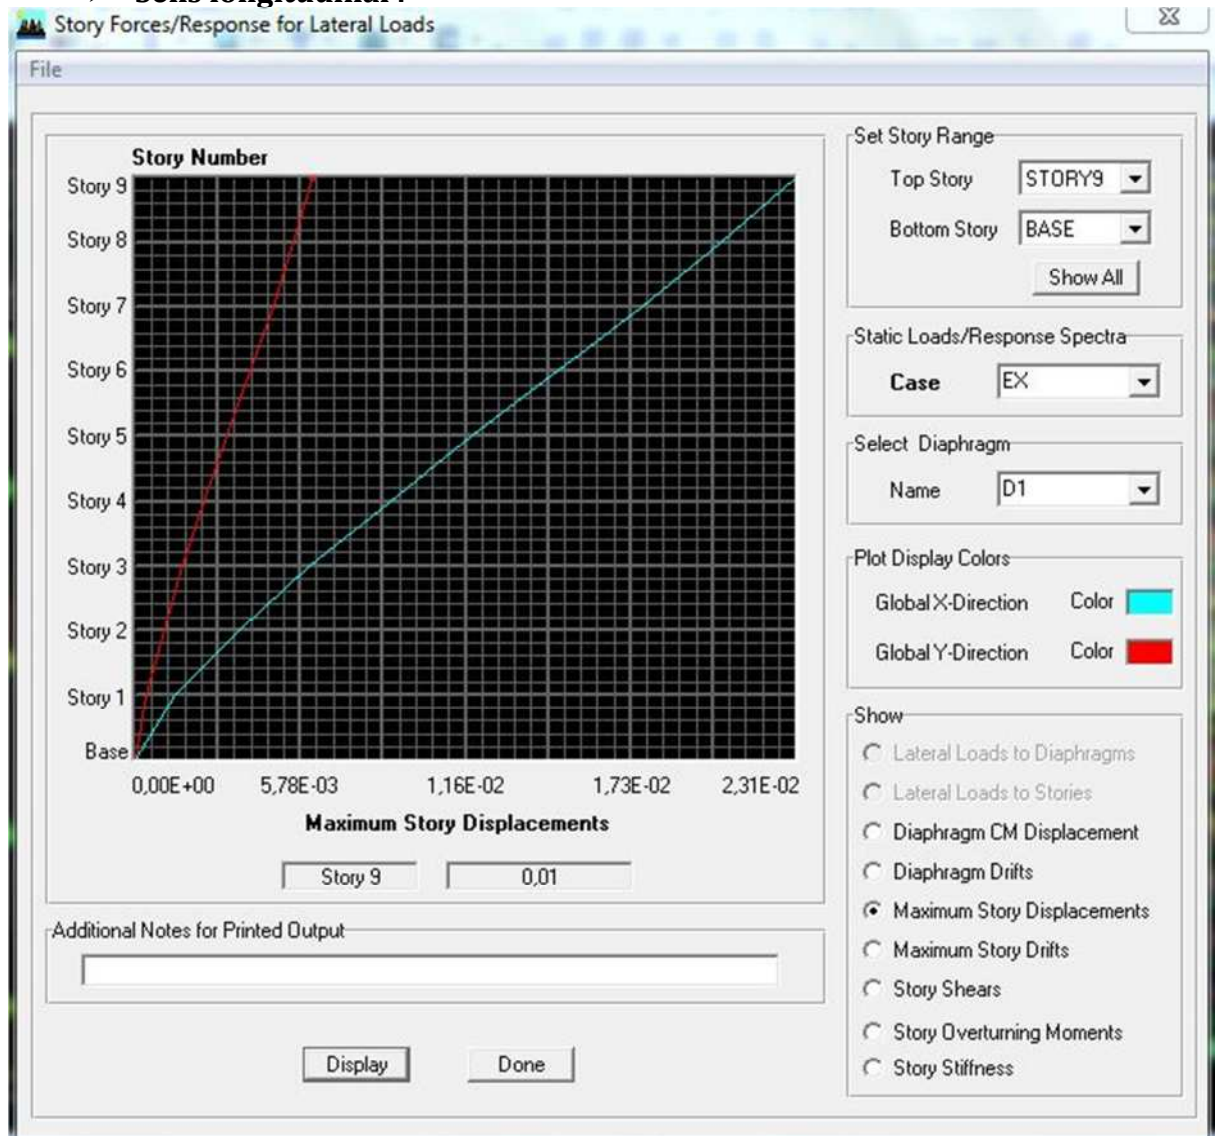 sens longitudinal :
Story Forces/Response for Lateral Loads
File
Story Number
Story 9
Story 8
Story 7
Story 6
Story 5
Story 4
Story 3
Story 2
Story 1
Base
0,00E+00 5,78E-03 1,16E-02 1,73E-02 2,31E-02
Maximum Story Displacements
Story 9 0,01
Additional Notes for Printed Output
Display Done
Set Story Range
Top Story STORY9
Bottom Story BASE
Show All
Static Loads/Response Spectra
Case EX
Select Diaphragm
Name D1
Plot Display Colors
Global X-Direction Color
Global Y-Direction Color
Show
Lateral Loads to Diaphragms
Lateral Loads to Stories
Diaphragm CM Displacement
Diaphragm Drifts
Maximum Story Displacements
Maximum Story Drifts
Story Shears
Story Overturning Moments
Story Stiffness